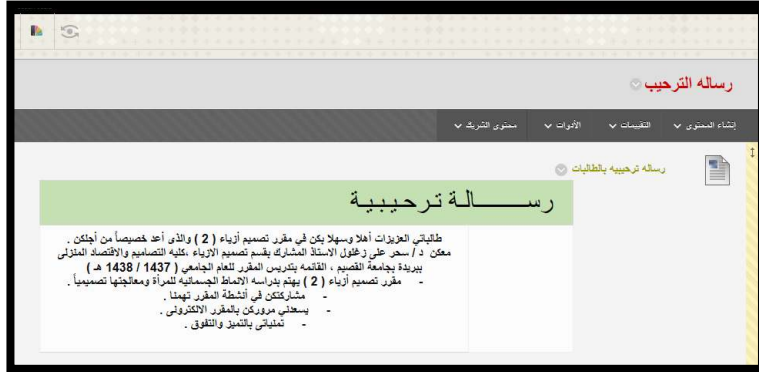 رساله الترحيب
إنشاء المحتوى التقييمات الأدوات محتوى الشريك
رساله ترحيبيه بالطالبات
رســـــــالة ترحيبية
طالباتي العزيزات أهلا وسهلا بكن في مقرر تصميم أزياء ( 2 ) والذى أعد خصيصاً من أجلكن .
معكن د / سحر على زغلول الاستاذ المشارك بقسم تصميم الازياء ،كليه التصاميم والاقتصاد المنزلى
ببريدة بجامعة القصيم ، القائمه بتدريس المقرر للعام الجامعي ( 1437 / 1438 هـ )
- مقرر تصميم أزياء ( 2 ) يهتم بدراسه الانماط الجسمانيه للمرأة ومعالجتها تصميمياً .
- مشاركتكن في أنشطة المقرر تهمنا .
- يسعدني مروركن بالمقرر الالكترونى .
- تمنياتى بالتميز والتفوق .